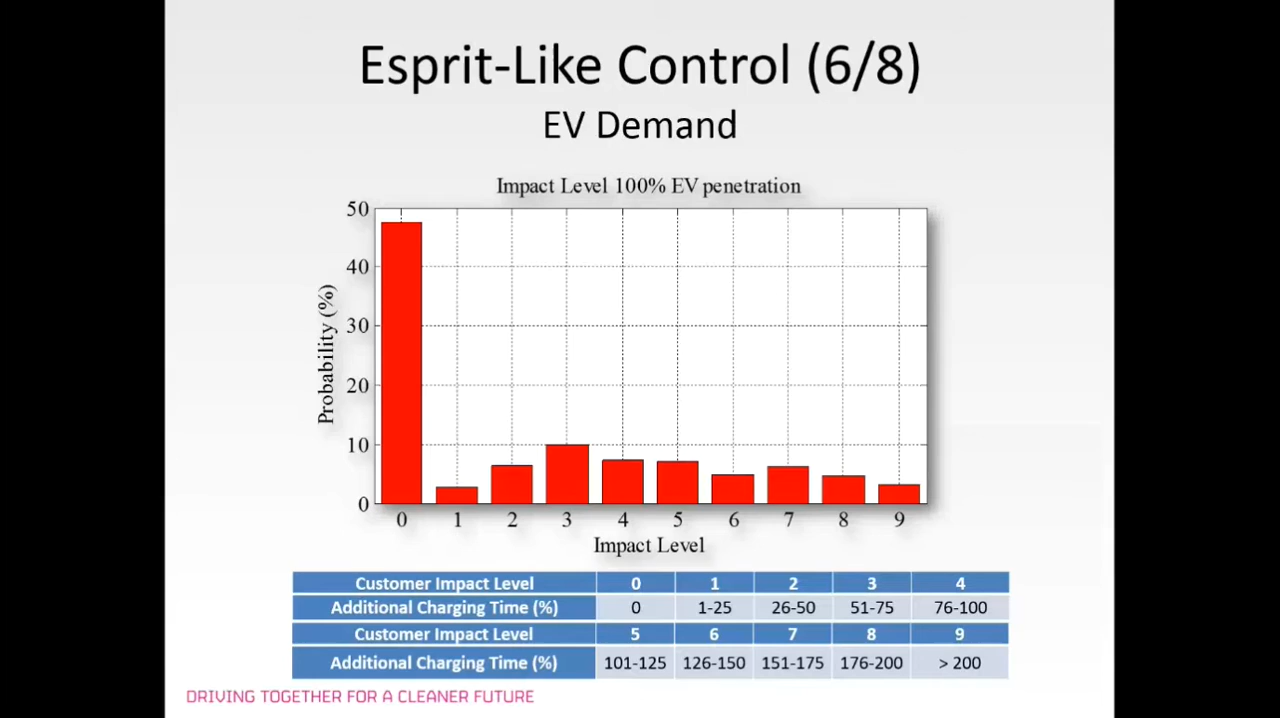 Esprit-Like Control (6/8)
EV Demand
Impact Level 100% EV penetration
50
40
30
20
10
0
Probability (%)
0 1 2 3 4 5 6 7 8 9
Impact Level
Customer Impact Level 0 1 2 3 4
Additional Charging Time (%) 0 1-25 26-50 51-75 76-100
Customer Impact Level 5 6 7 8 9
Additional Charging Time (%) 101-125 126-150 151-175 176-200 > 200
DRIVING TOGETHER FOR A CLEANER FUTURE